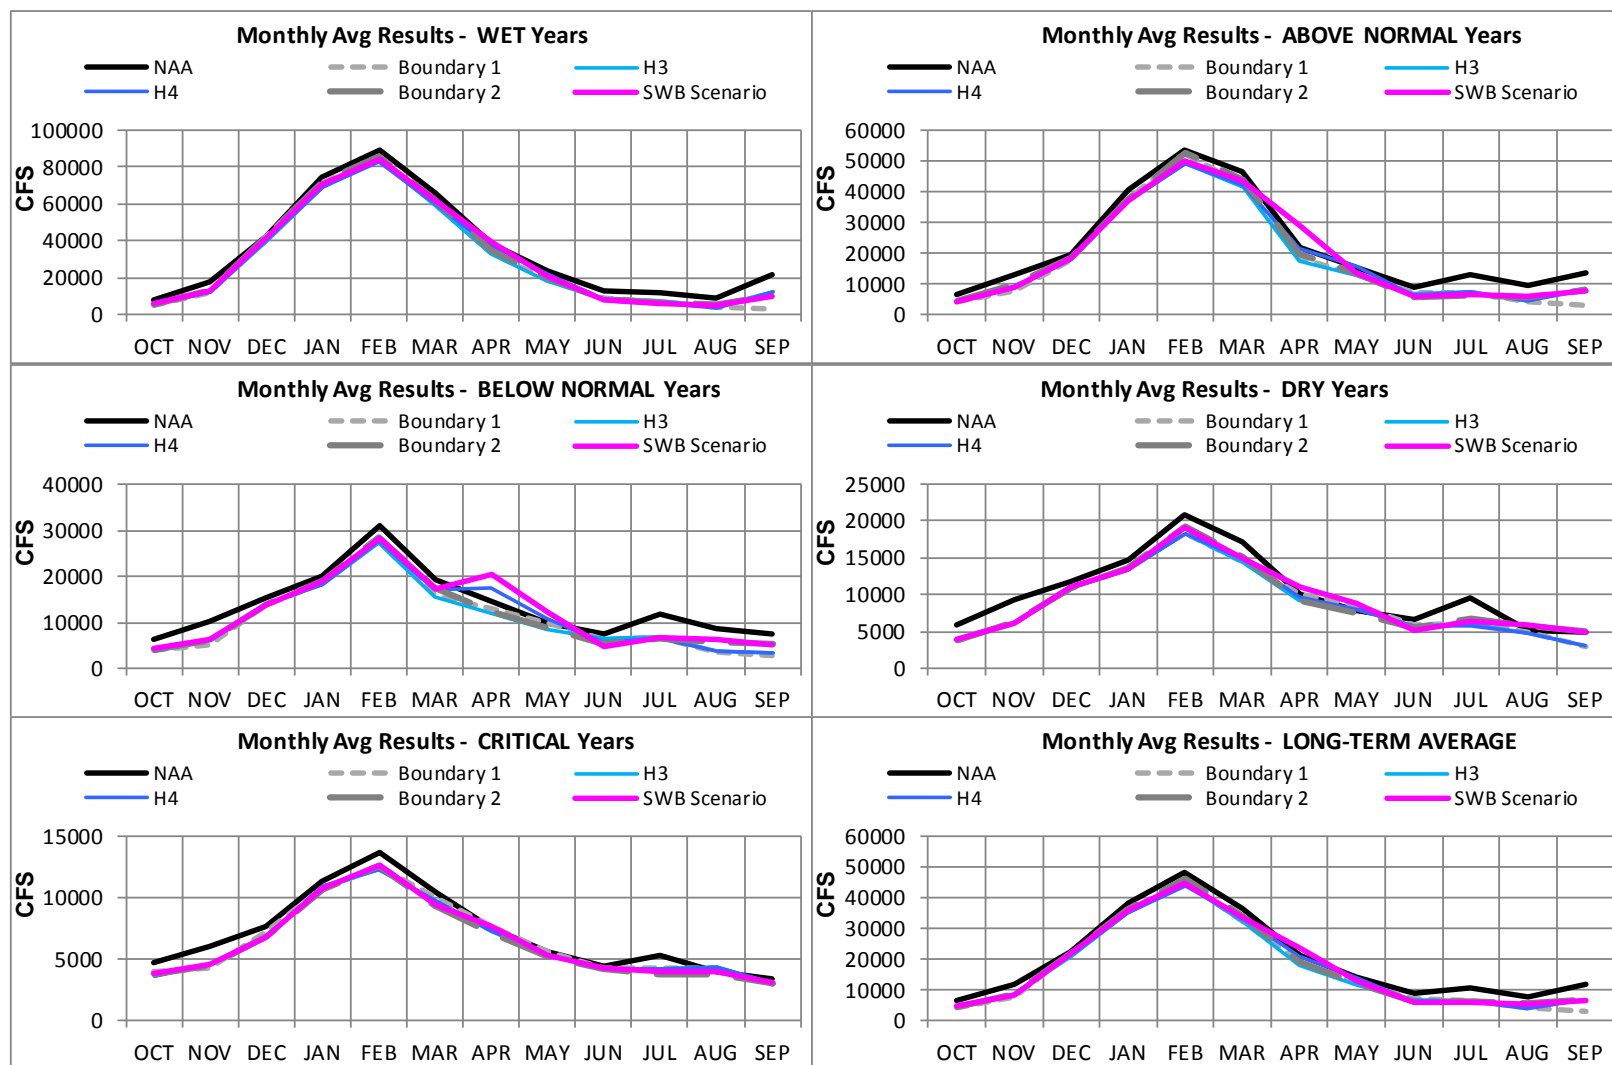 Monthly Avg Results - WET Years
NAA Boundary 1 H3
H4 Boundary 2 SWB Scenario
100000
80000
60000
40000
20000
0
CFS
OCT NOV DEC JAN FEB MAR APR MAY JUN JUL AUG SEP
Monthly Avg Results - ABOVE NORMAL Years
NAA Boundary 1 H3
H4 Boundary 2 SWB Scenario
60000
50000
40000
30000
20000
10000
0
CFS
OCT NOV DEC JAN FEB MAR APR MAY JUN JUL AUG SEP
Monthly Avg Results - BELOW NORMAL Years
NAA Boundary 1 H3
H4 Boundary 2 SWB Scenario
40000
30000
20000
10000
0
CFS
OCT NOV DEC JAN FEB MAR APR MAY JUN JUL AUG SEP
Monthly Avg Results - DRY Years
NAA Boundary 1 H3
H4 Boundary 2 SWB Scenario
25000
20000
15000
10000
5000
0
CFS
OCT NOV DEC JAN FEB MAR APR MAY JUN JUL AUG SEP
Monthly Avg Results - CRITICAL Years
NAA Boundary 1 H3
H4 Boundary 2 SWB Scenario
15000
10000
5000
0
CFS
OCT NOV DEC JAN FEB MAR APR MAY JUN JUL AUG SEP
Monthly Avg Results - LONG-TERM AVERAGE
NAA Boundary 1 H3
H4 Boundary 2 SWB Scenario
60000
50000
40000
30000
20000
10000
0
CFS
OCT NOV DEC JAN FEB MAR APR MAY JUN JUL AUG SEP